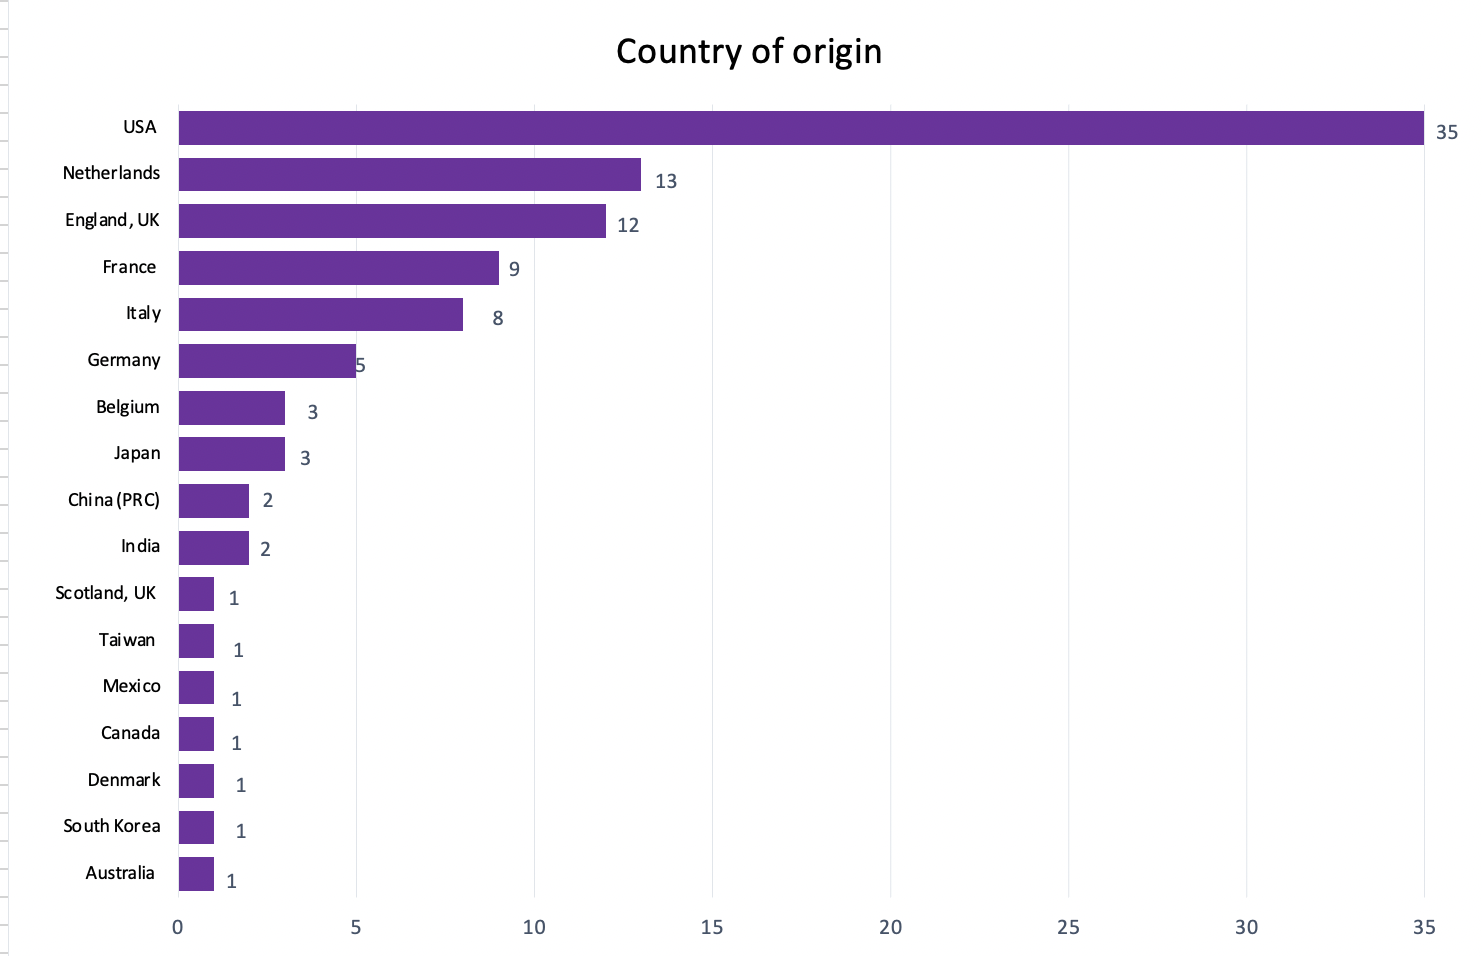 Country of origin
USA 35
Netherlands 13
England, UK 12
France 9
Italy 8
Germany 5
Belgium 3
Japan 3
China (PRC) 2
India 2
Scotland, UK 1
Taiwan 1
Mexico 1
Canada 1
Denmark 1
South Korea 1
Australia 1
0 5 10 15 20 25 30 35